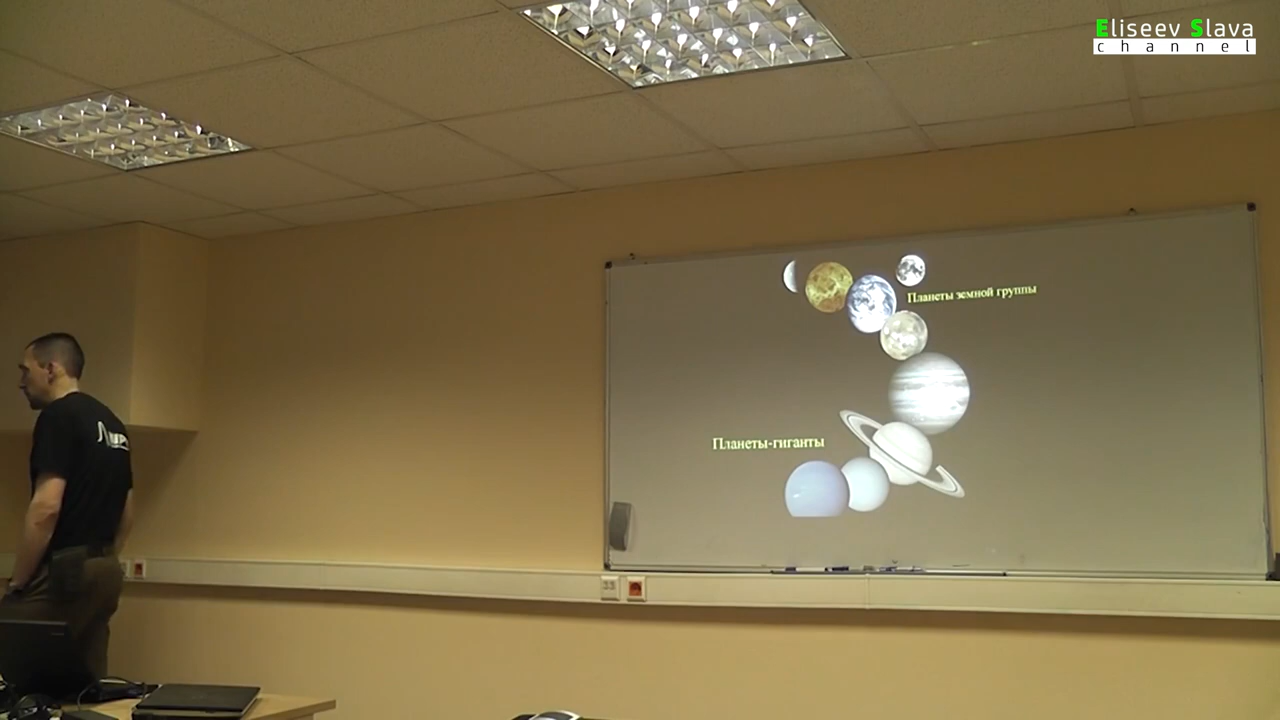 Eliseev Slava
channel
Планеты земной группы
Планеты-гиганты